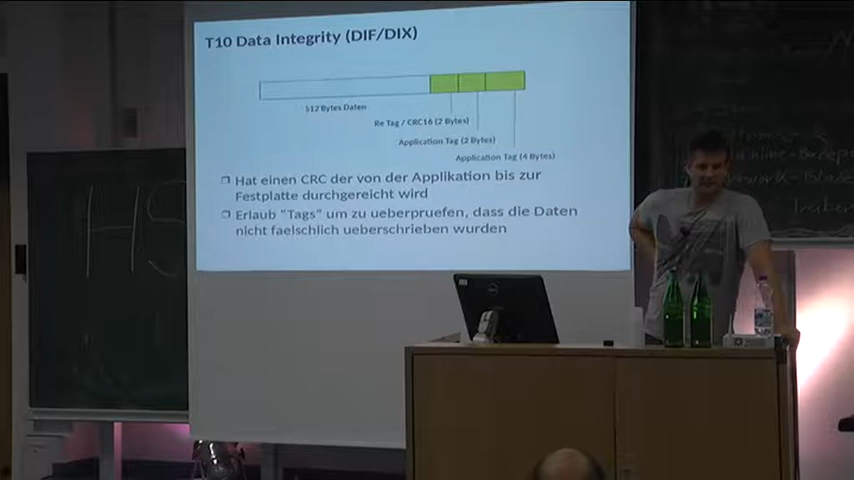 T10 Data Integrity (DIF/DIX)
512 Bytes Daten
Re Tag / CRC16 (2 Bytes)
Application Tag (2 Bytes)
Application Tag (4 Bytes)
Hat einen CRC der von der Applikation bis zur
Festplatte durchgereicht wird
Erlaub "Tags" um zu ueberpruefen, dass die Daten
nicht faelschlich ueberschrieben wurden
HS